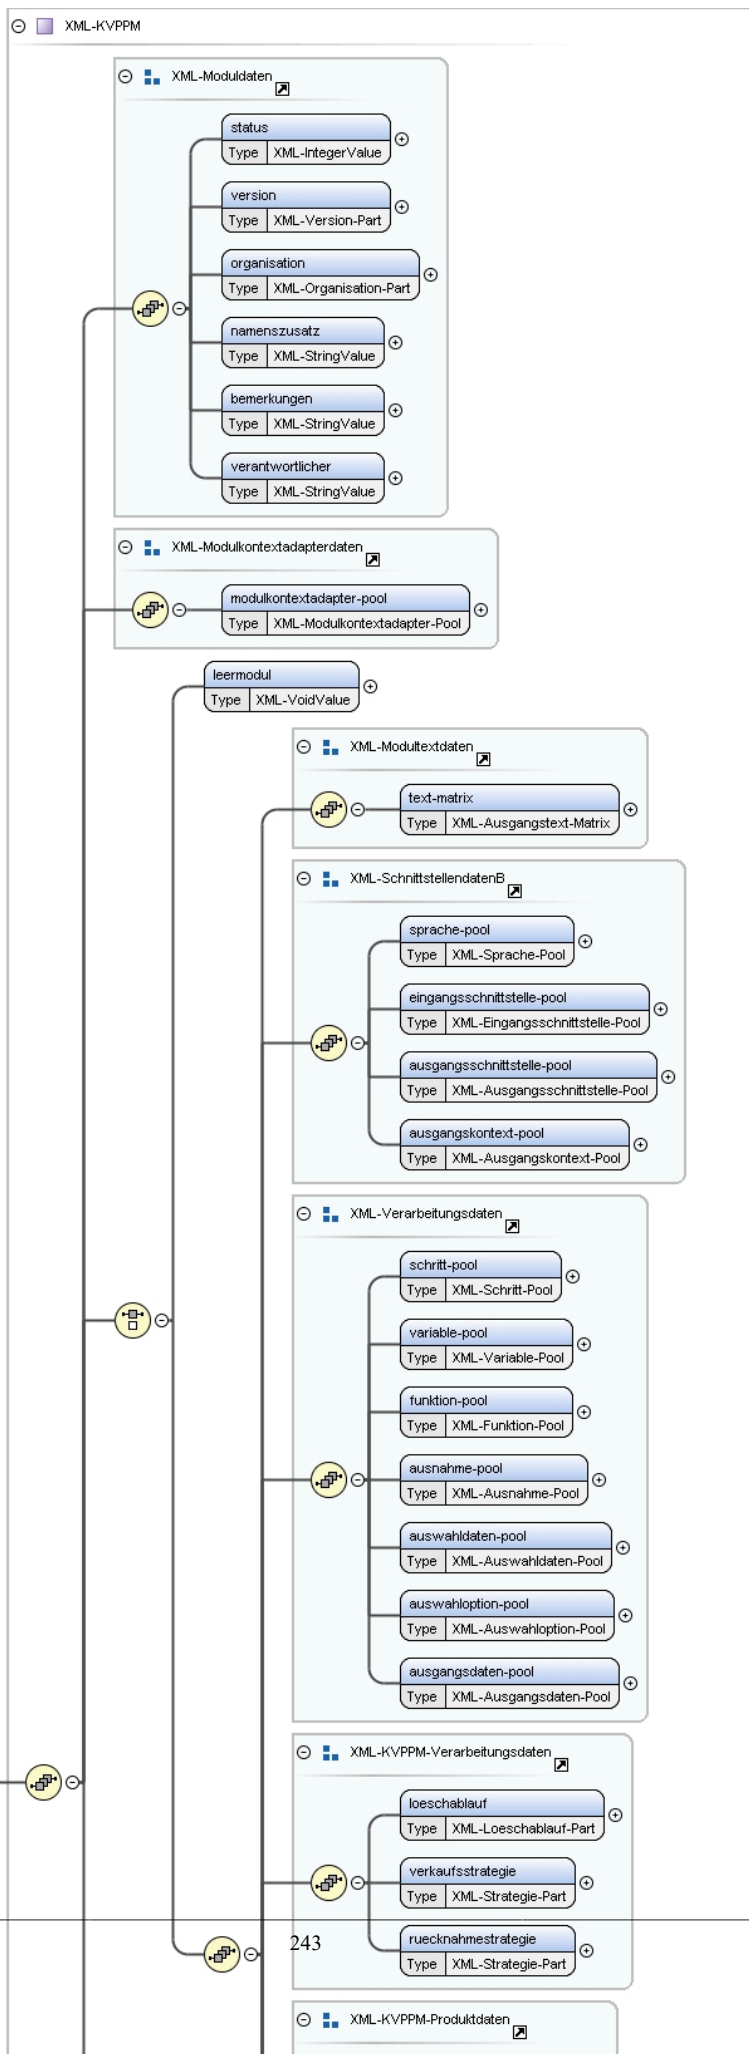 XML-KVPPM
XML-Moduldaten
status
Type XML-IntegerValue
version
Type XML-Version-Part
organisation
Type XML-Organisation-Part
namenszusatz
Type XML-StringValue
bemerkungen
Type XML-StringValue
verantwortlicher
Type XML-StringValue
XML-Modulkontextadapterdaten
modulkontextadapter-pool
Type XML-Modulkontextadapter-Pool
leermodul
Type XML-VoidValue
XML-Modultextdaten
text-matrix
Type XML-Ausgangstext-Matrix
XML-SchnittstellendatenB
sprache-pool
Type XML-Sprache-Pool
eingangsschnittstelle-pool
Type XML-Eingangsschnittstelle-Pool
ausgangsschnittstelle-pool
Type XML-Ausgangsschnittstelle-Pool
ausgangskontext-pool
Type XML-Ausgangskontext-Pool
XML-Verarbeitungsdaten
schritt-pool
Type XML-Schritt-Pool
variable-pool
Type XML-Variable-Pool
funktion-pool
Type XML-Funktion-Pool
ausnahme-pool
Type XML-Ausnahme-Pool
auswahldaten-pool
Type XML-Auswahldaten-Pool
auswahloption-pool
Type XML-Auswahloption-Pool
ausgangsdaten-pool
Type XML-Ausgangsdaten-Pool
XML-KVPPM-Verarbeitungsdaten
loeschablauf
Type XML-Loeschablauf-Part
verkaufsstrategie
Type XML-Strategie-Part
243
ruecknahmestrategie
Type XML-Strategie-Part
XML-KVPPM-Produktdaten